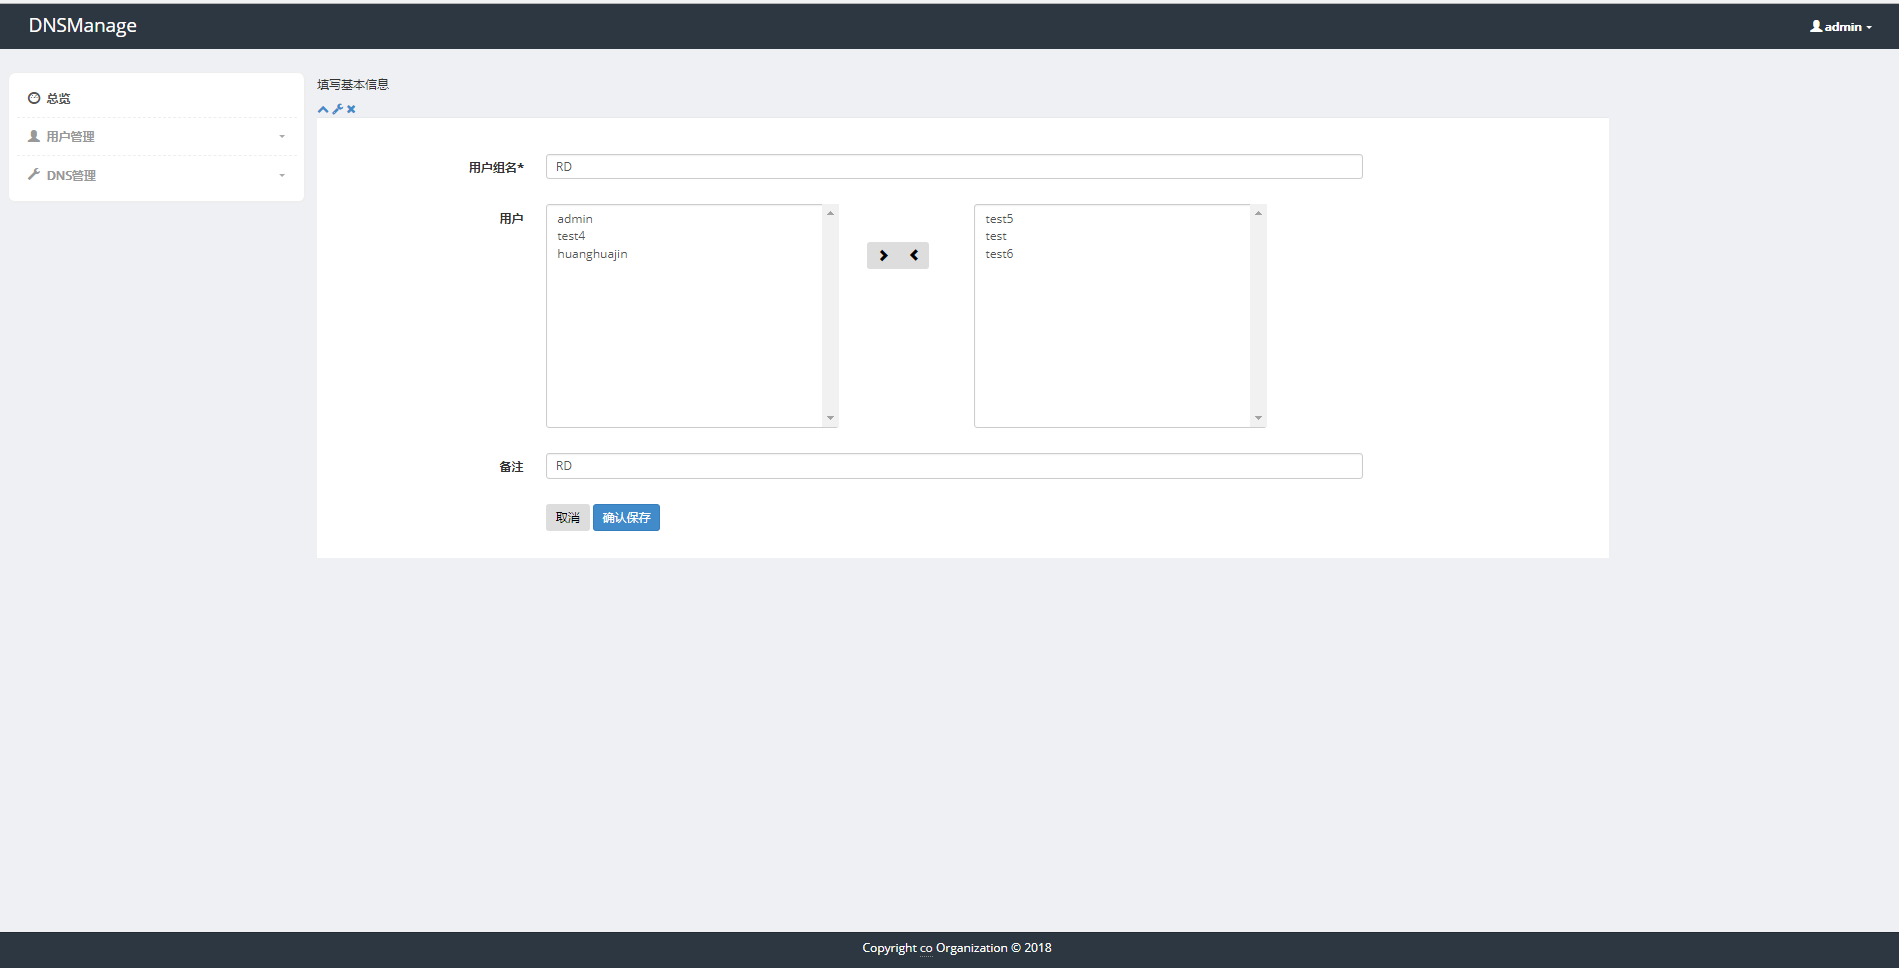 DNSManage
admin
总览
用户管理
DNS管理
填写基本信息
用户组名*
RD
用户
admin
test4
huanghuajin
test5
test
test6
备注
RD
取消
确认保存
Copyright co Organization © 2018